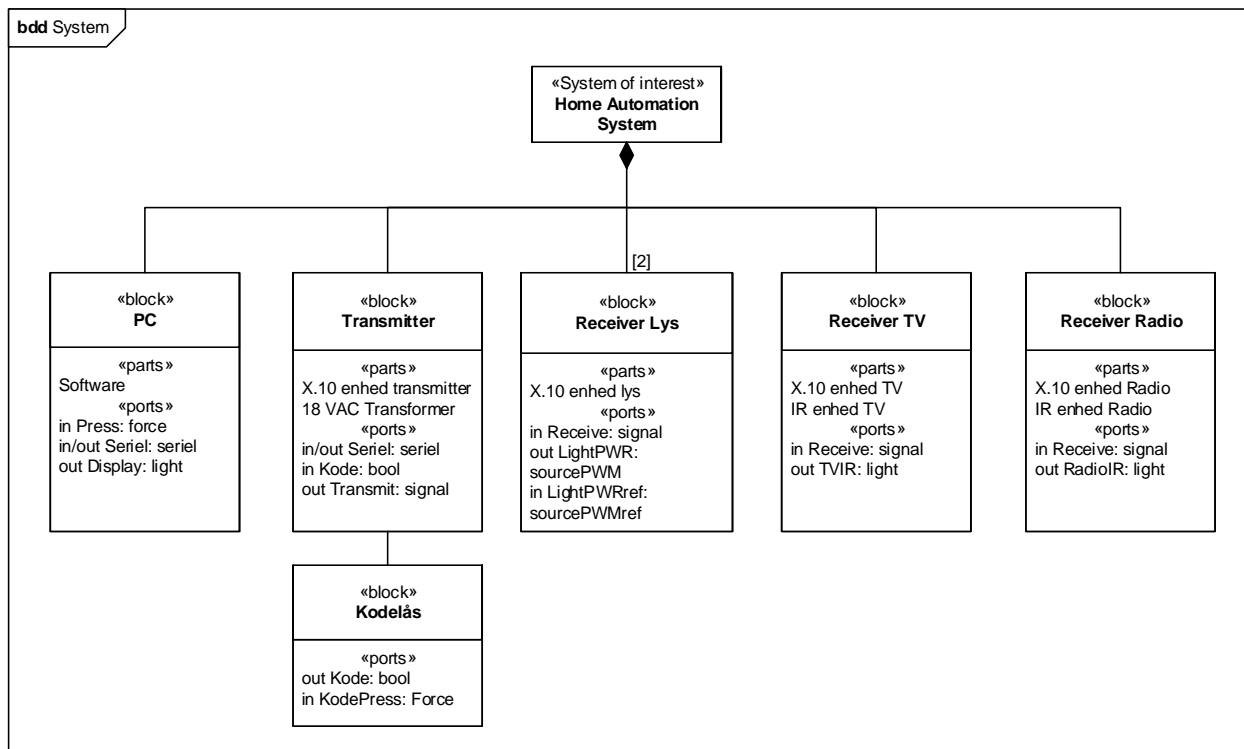 bdd System
«System of interest»
Home Automation
System
[2]
«block»
PC
«parts»
Software
«ports»
in Press: force
in/out Seriel: seriel
out Display: light
«block»
Transmitter
«parts»
X.10 enhed transmitter
18 VAC Transformer
«ports»
in/out Seriel: seriel
in Kode: bool
out Transmit: signal
«block»
Receiver Lys
«parts»
X.10 enhed lys
«ports»
in Receive: signal
out LightPWR:
sourcePWM
in LightPWRref:
sourcePWMref
«block»
Receiver TV
«parts»
X.10 enhed TV
IR enhed TV
«ports»
in Receive: signal
out TVIR: light
«block»
Receiver Radio
«parts»
X.10 enhed Radio
IR enhed Radio
«ports»
in Receive: signal
out RadioIR: light
«block»
Kodelås
«ports»
out Kode: bool
in KodePress: Force